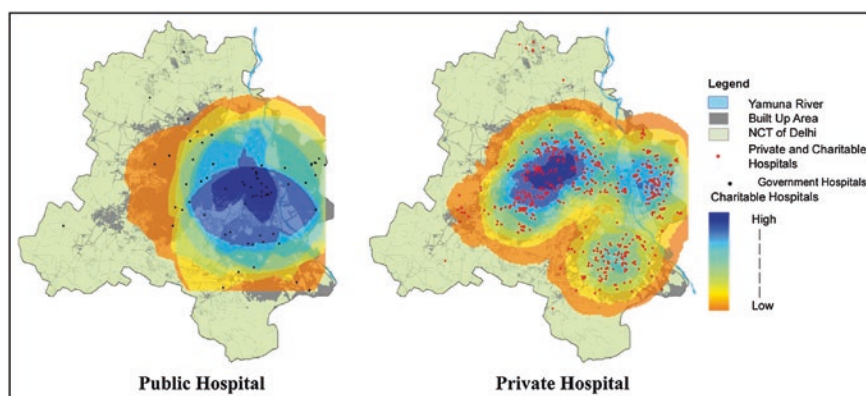 Legend
Yamuna River
Built Up Area
NCT of Delhi
Private and Charitable
Hospitals
Government Hospitals
Charitable Hospitals
High
Low
Public Hospital
Private Hospital